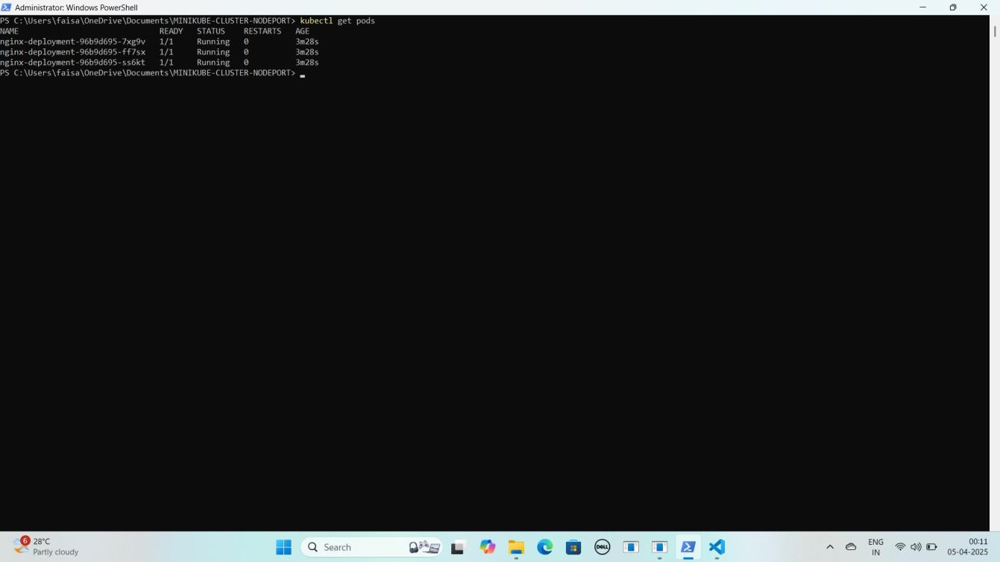 Administrator: Windows PowerShell
PS C:\Users\faisa\OneDrive\Documents\MINIKUBE-CLUSTER-NODEPORT> kubectl get pods
NAME READY STATUS RESTARTS AGE
nginx-deployment-96b9d695-7xg9v 1/1 Running 0 3m28s
nginx-deployment-96b9d695-ff7sx 1/1 Running 0 3m28s
nginx-deployment-96b9d695-ss6kt 1/1 Running 0 3m28s
PS C:\Users\faisa\OneDrive\Documents\MINIKUBE-CLUSTER-NODEPORT>
6
28°C
Partly cloudy
Search
DELL
ENG
IN
00:11
05-04-2025